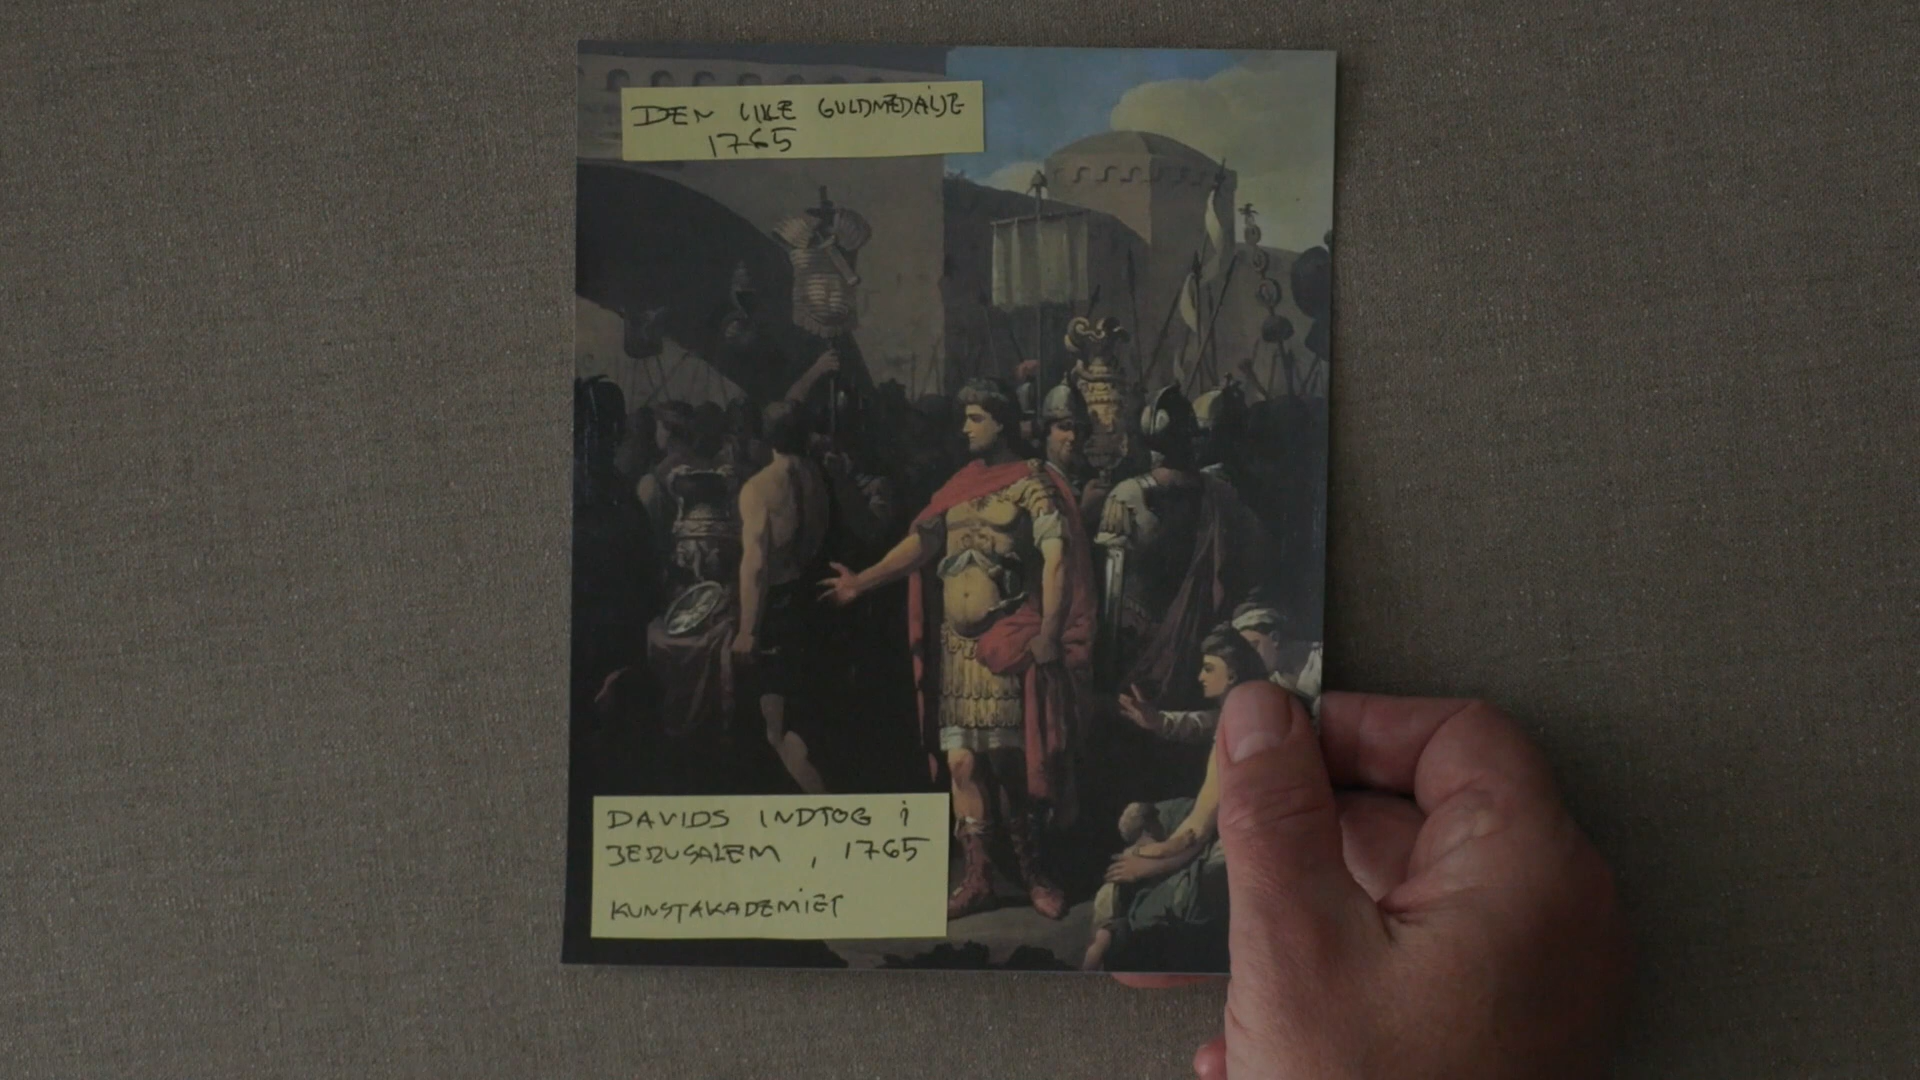 DEN LILLE GULDMEDALJE
1765
DAVIDS INDTOG i
JERUSALEM, 1765
KUNSTAKADEMIET